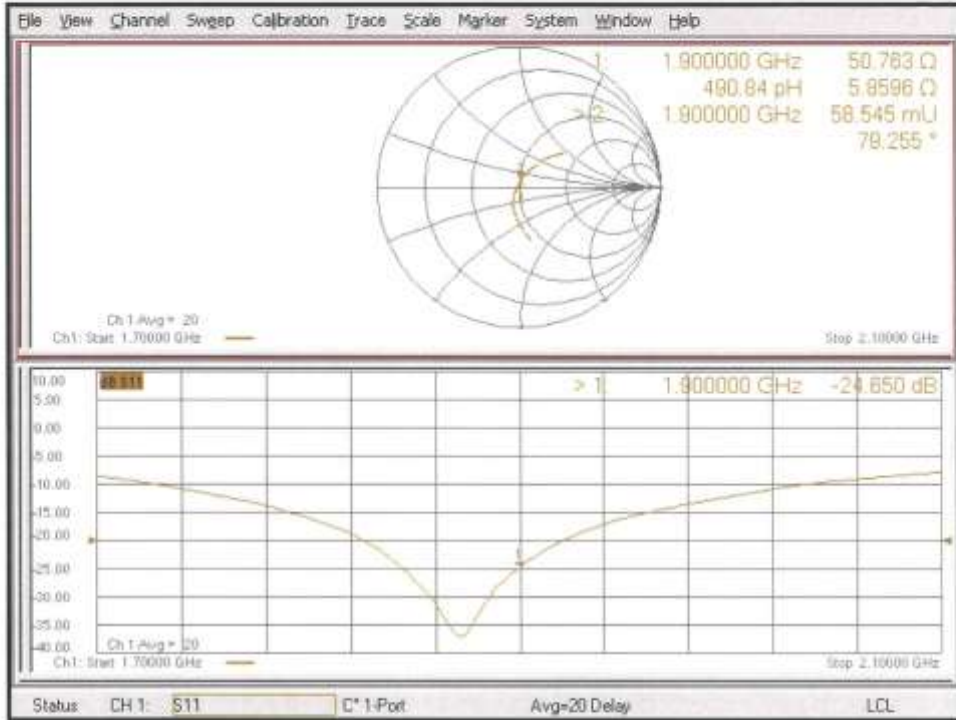 File View Channel Sweep Calibration Trace Scale Marker System Window Help
1 1.900000 GHz 50.763 Ω
490.84 pH 5.8596 Ω
> 2 1.900000 GHz 58.545 mU
79.255 °
Ch 1 Avg = 20
Ch1: Start 1.70000 GHz
Stop 2.10000 GHz
10.00
dB S11
> 1 1.900000 GHz -24.650 dB
5.00
0.00
-5.00
-10.00
-15.00
-20.00
-25.00
-30.00
-35.00
-40.00
1
Ch 1 Avg = 20
Ch1: Start 1.70000 GHz
Stop 2.10000 GHz
Status CH 1: S11 C* 1-Port Avg=20 Delay LCL